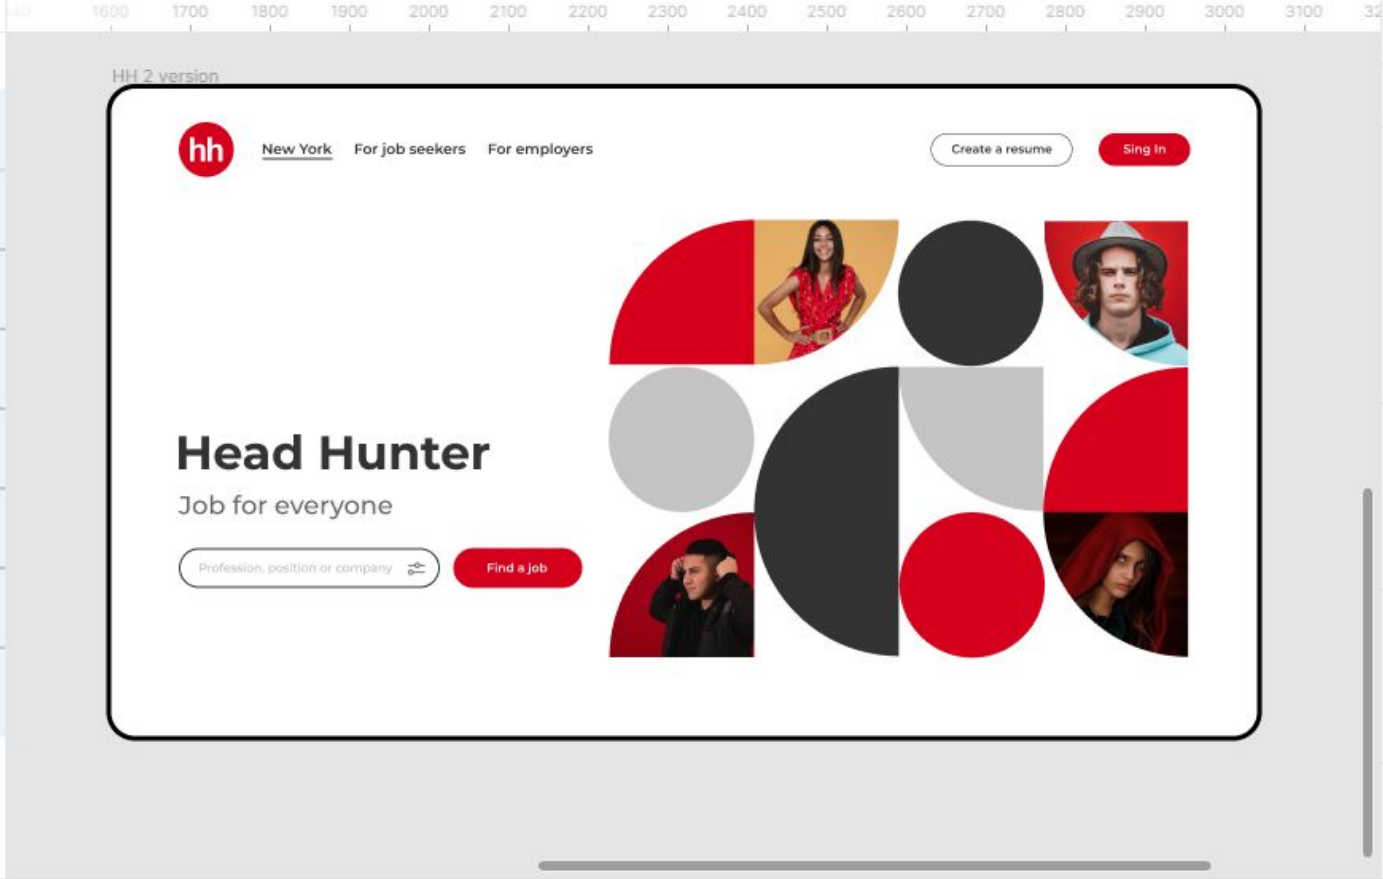 1600 1700 1800 1900 2000 2100 2200 2300 2400 2500 2600 2700 2800 2900 3000 3100
HH 2 version
hh New York For job seekers For employers Create a resume Sing In
Head Hunter
Job for everyone
Profession, position or company Find a job